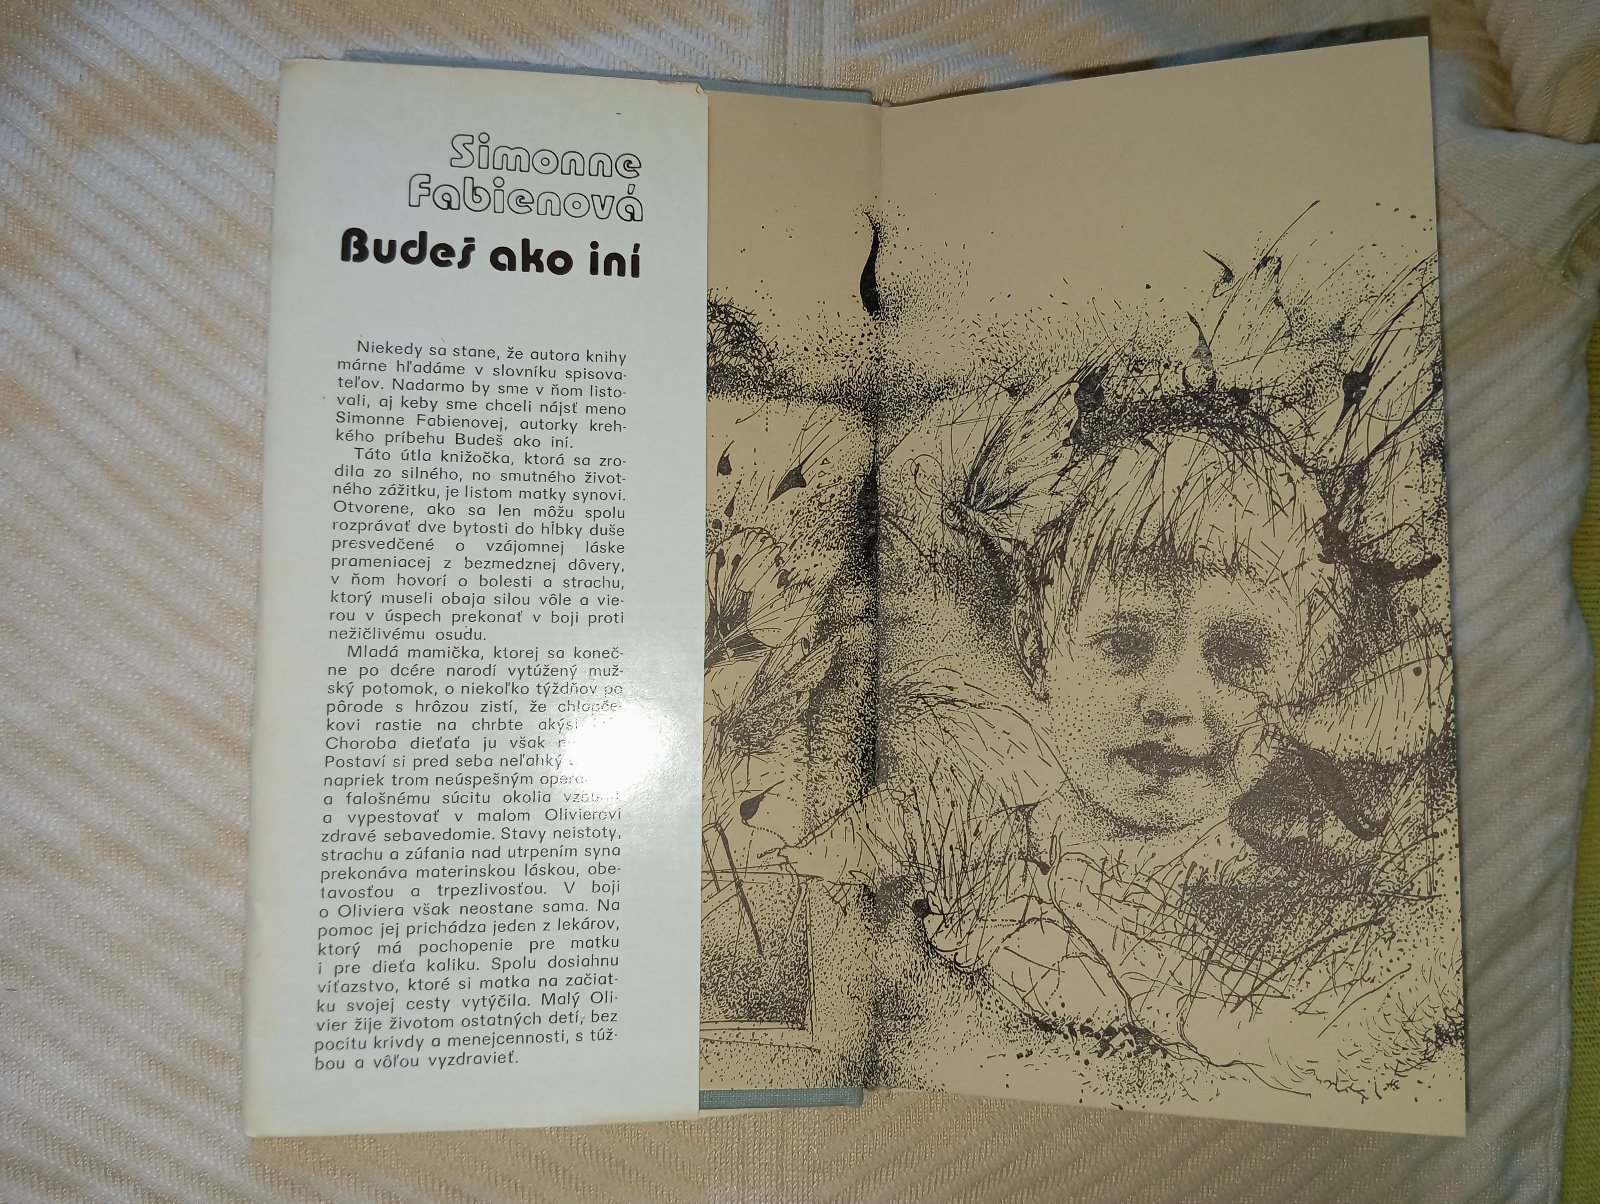 Simonne
Fabienová
Budeš ako iní
Niekedy sa stane, že autora knihy
márne hľadáme v slovníku spisova-
teľov. Nadarmo by sme v ňom listo-
vali, aj keby sme chceli nájsť meno
Simonne Fabienovej, autorky kreh-
kého príbehu Budeš ako iní.
Táto útla knižočka, ktorá sa zro-
dila zo silného, no smutného život-
ného zážitku, je listom matky synovi.
Otvorene, ako sa len môžu spolu
rozprávať dve bytosti do hĺbky duše
presvedčené o vzájomnej láske
prameniacej z bezmedznej dôvery,
v ňom hovorí o bolesti a strachu,
ktorý museli obaja silou vôle a vie-
rou v úspech prekonať v boji proti
nežičlivému osudu.
Mladá mamička, ktorej sa koneč-
ne po dcére narodí vytúžený muž-
ský potomok, o niekoľko týždňov po
pôrode s hrôzou zistí, že chlapče-
kovi rastie na chrbte akýsi
Choroba dieťaťa ju však
Postaví si pred seba neľahký
napriek trom neúspešným
a falošnému súcitu okolia
a vypestovať v malom Olivierovi
zdravé sebavedomie. Stavy neistoty,
strachu a zúfania nad utrpením syna
prekonáva materinskou láskou, obe-
tavosťou a trpezlivosťou. V boji
o Oliviera však neostane sama. Na
pomoc jej prichádza jeden z lekárov,
ktorý má pochopenie pre matku
i pre dieťa kaliku. Spolu dosiahnu
víťazstvo, ktoré si matka na začiat-
ku svojej cesty vytýčila. Malý Oli-
vier žije životom ostatných detí, bez
pocitu krivdy a menejcennosti, s túž-
bou a vôľou vyzdravieť.